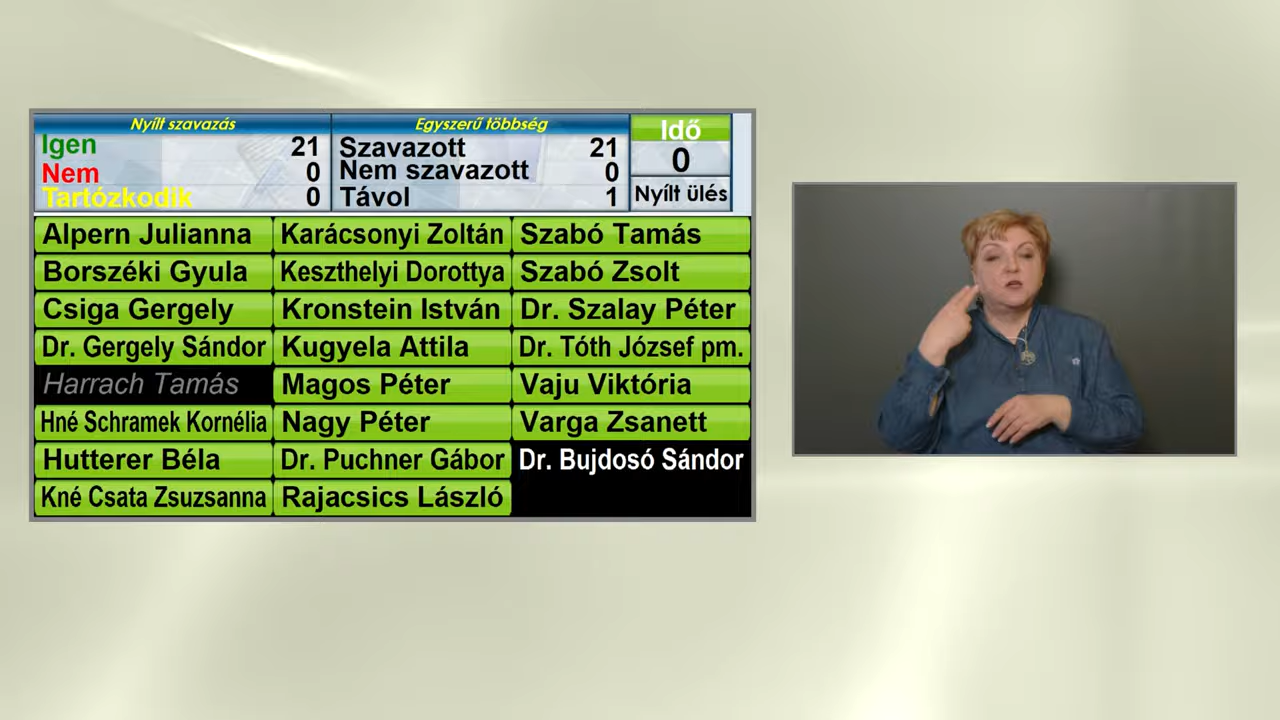 Nyílt szavazás
Igen 21
Nem 0
Tartózkodik 0
Egyszerű többség
Szavazott 21
Nem szavazott 0
Távol 1
Idő
0
Nyílt ülés
Alpern Julianna
Borszéki Gyula
Csiga Gergely
Dr. Gergely Sándor
Harrach Tamás
Hné Schramek Kornélia
Hutterer Béla
Kné Csata Zsuzsanna
Karácsonyi Zoltán
Keszthelyi Dorottya
Kronstein István
Kugyela Attila
Magos Péter
Nagy Péter
Dr. Puchner Gábor
Rajacsics László
Szabó Tamás
Szabó Zsolt
Dr. Szalay Péter
Dr. Tóth József pm.
Vaju Viktória
Varga Zsanett
Dr. Bujdosó Sándor